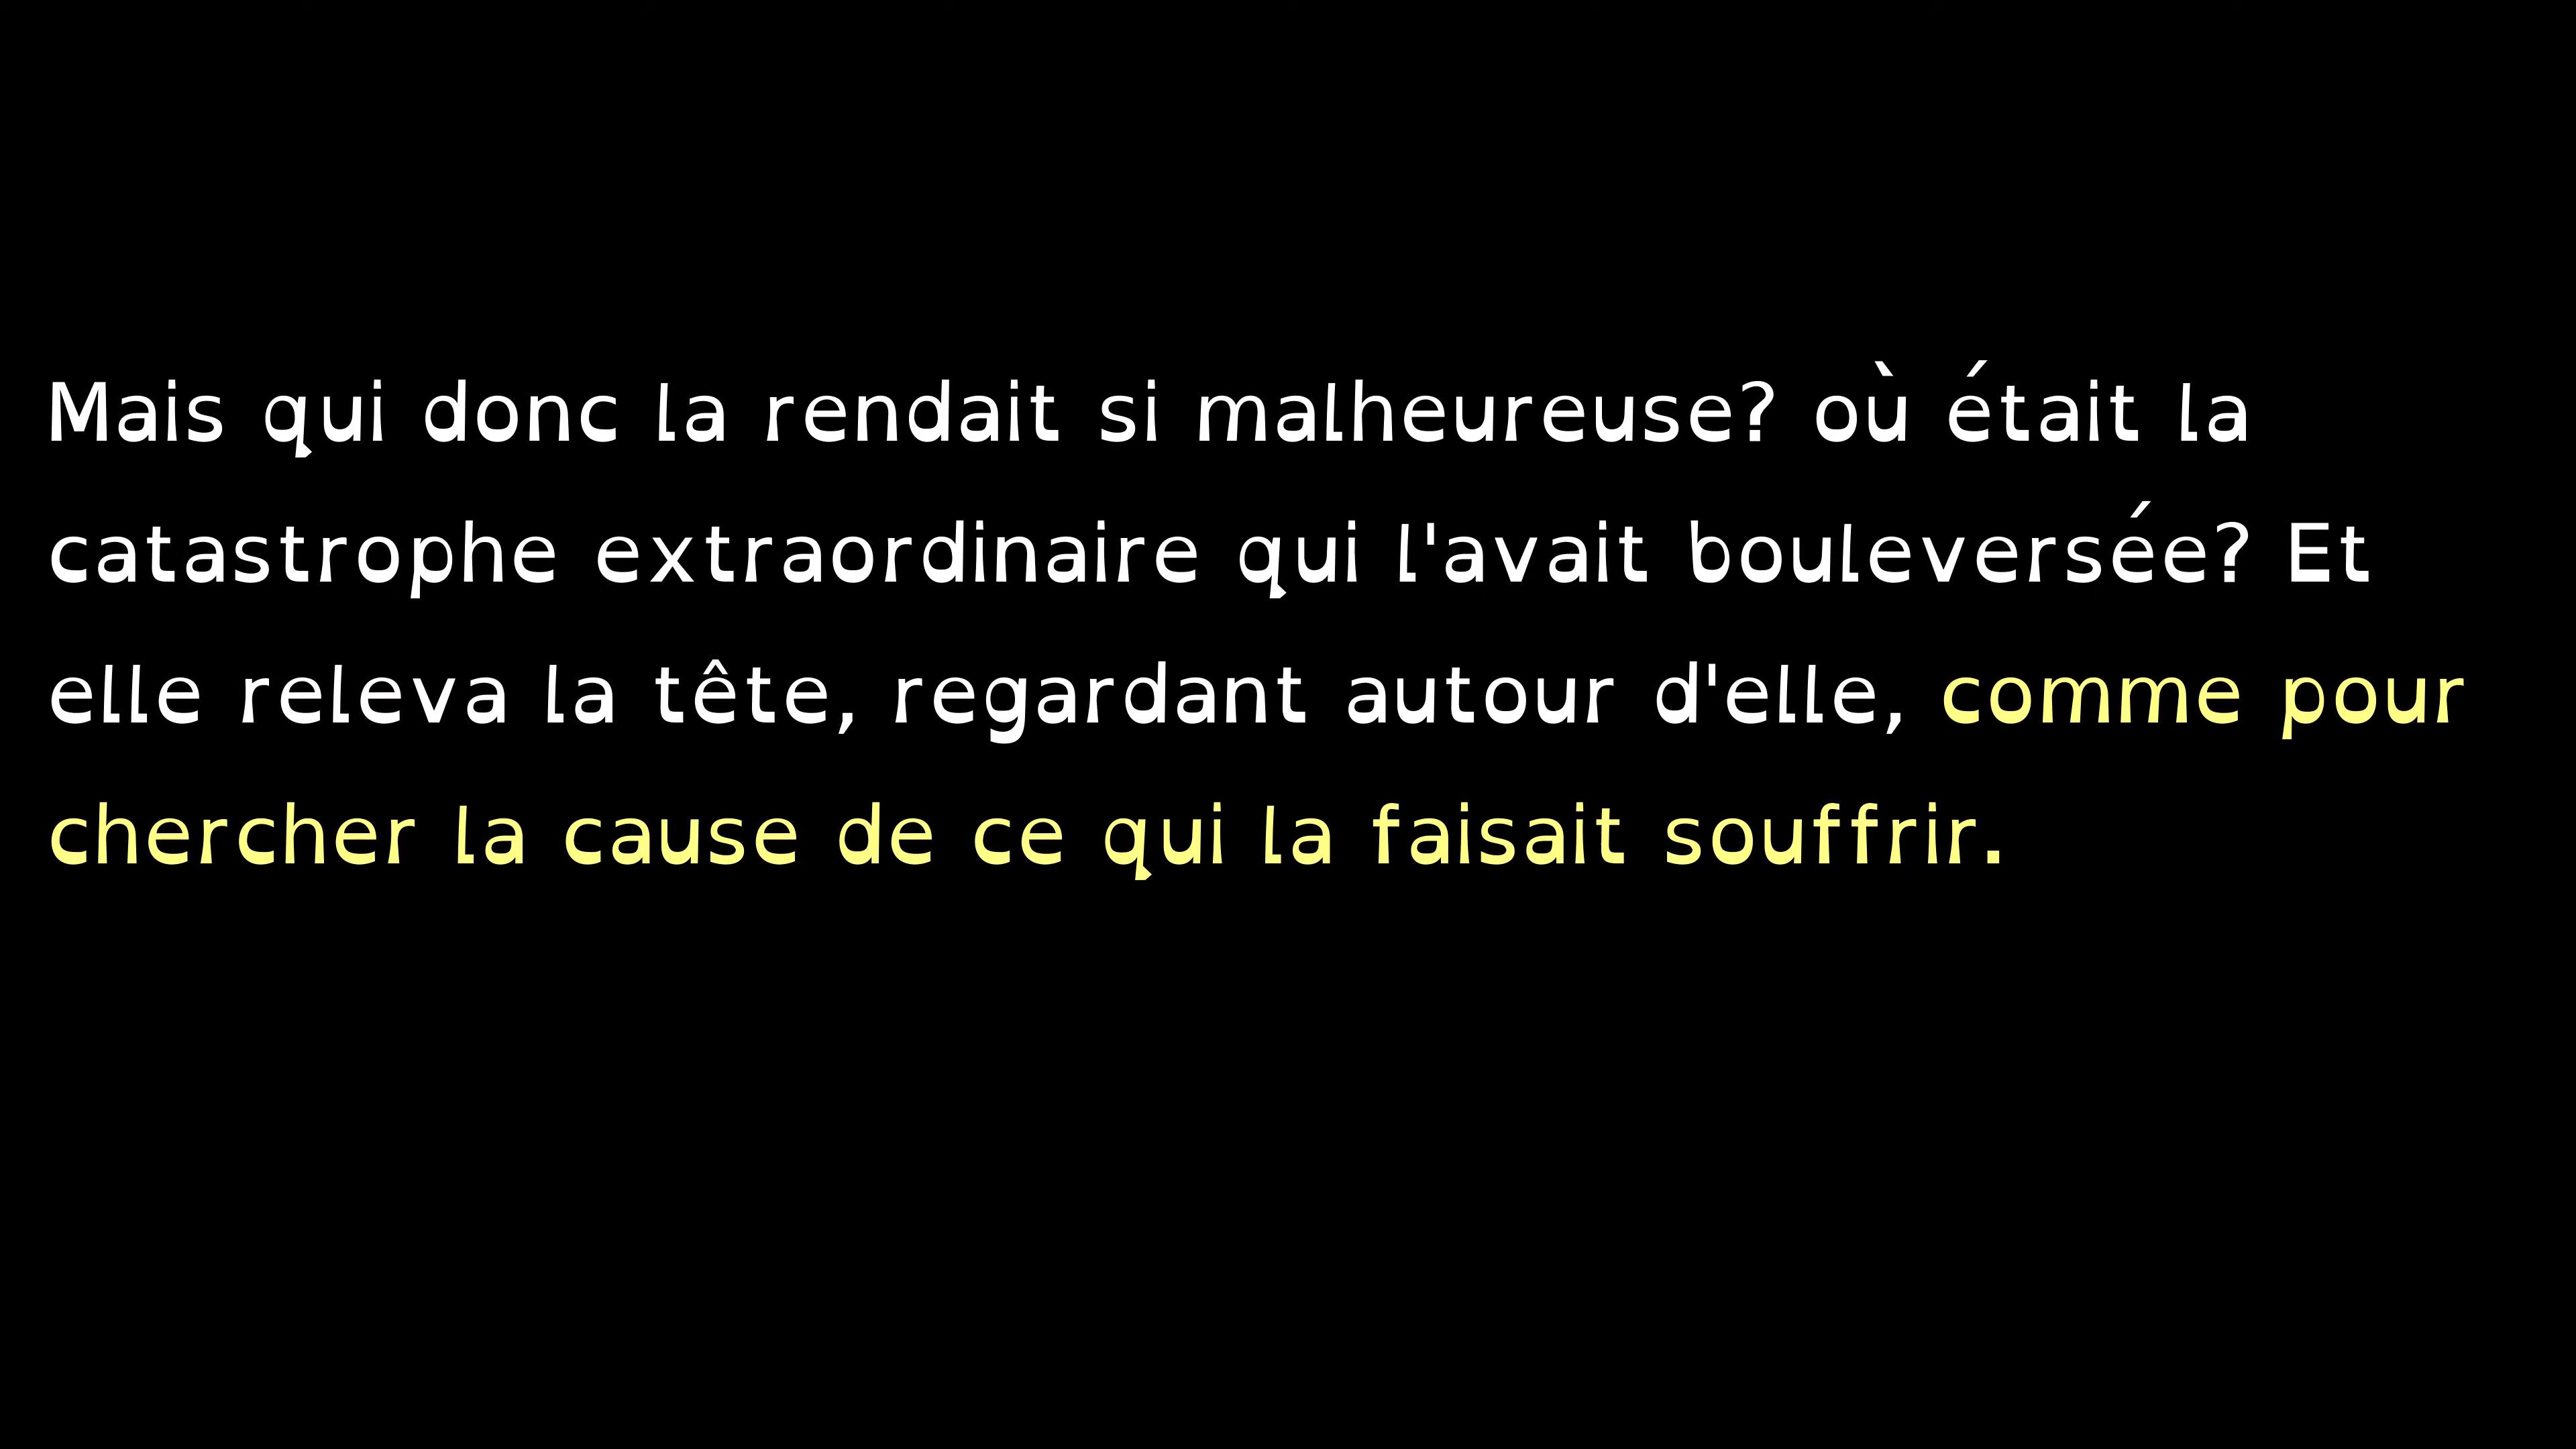 Mais qui donc la rendait si malheureuse? où était la
catastrophe extraordinaire qui l'avait bouleversée? Et
elle releva la tête, regardant autour d'elle, comme pour
chercher la cause de ce qui la faisait souffrir.